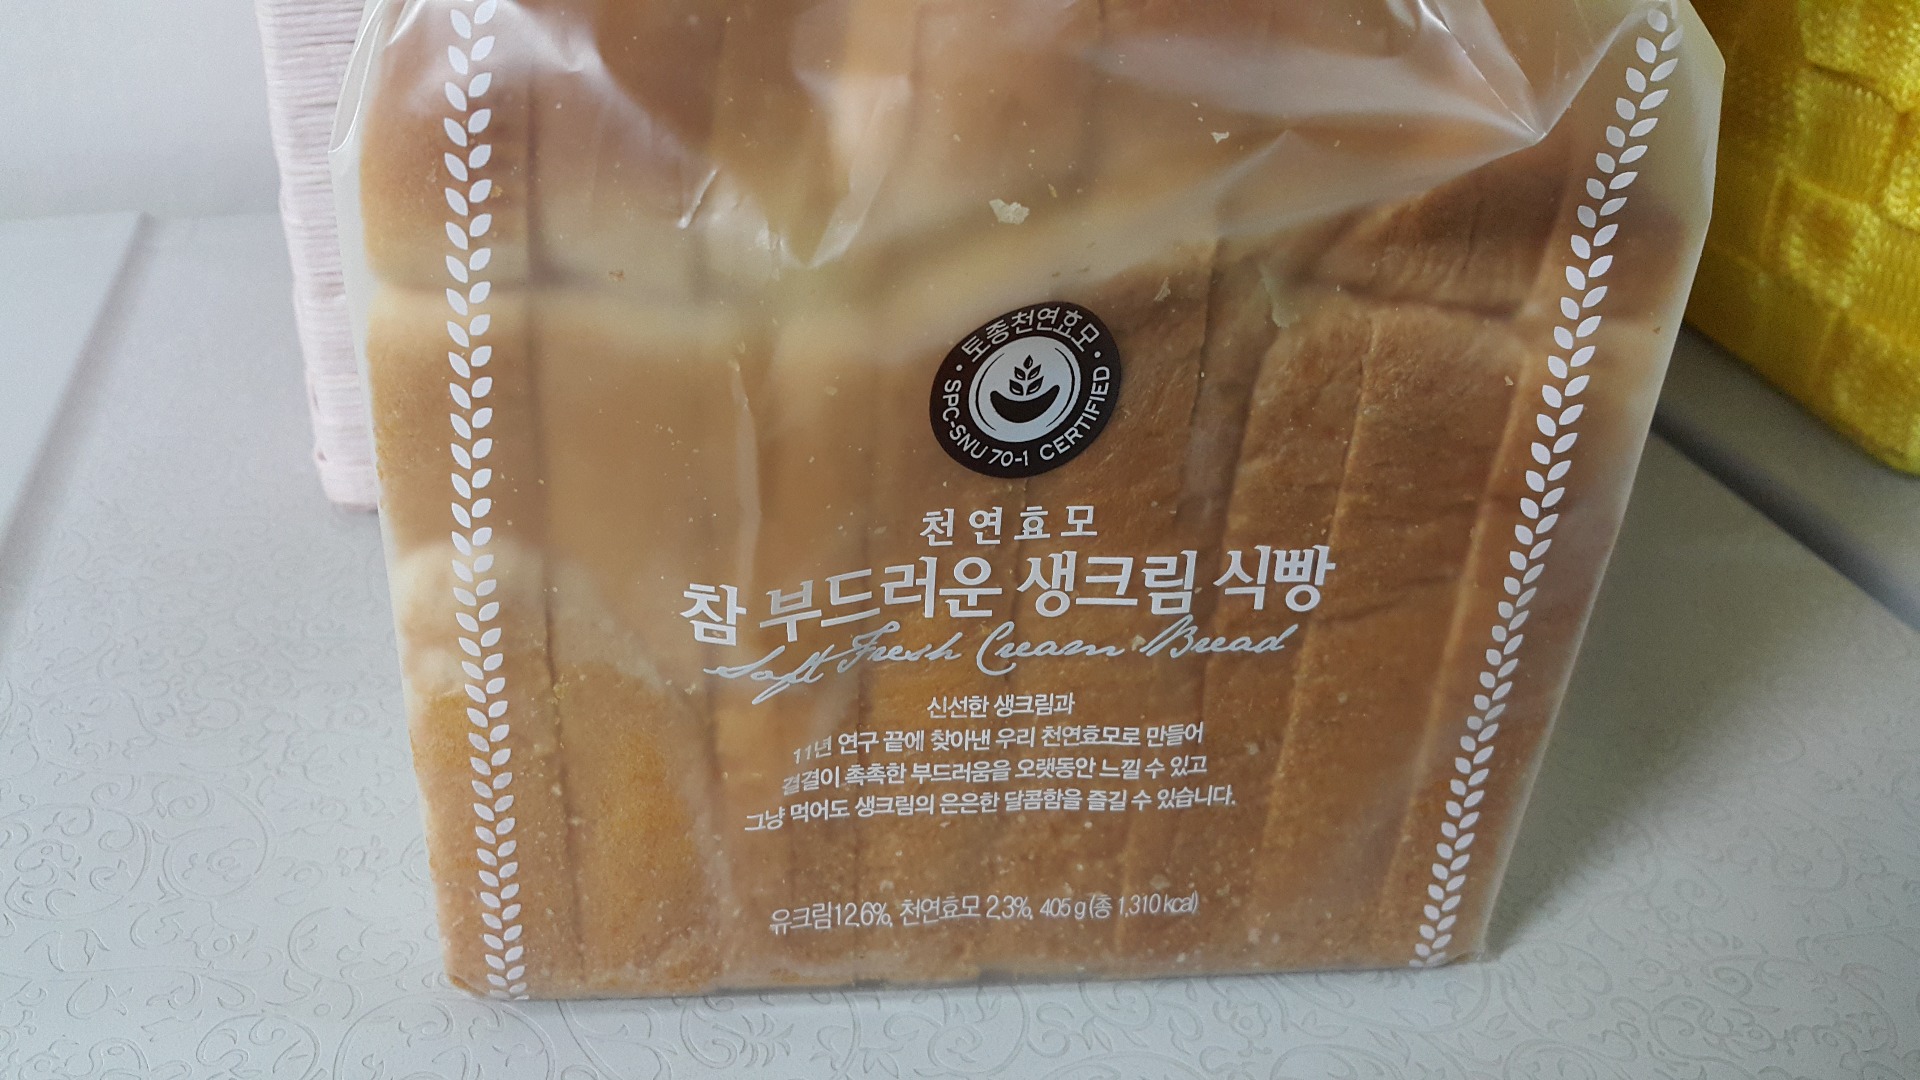 토종천연효모
SPC-SNU 70-1 CERTIFIED
천연효모
참 부드러운 생크림 식빵
Soft Fresh Cream Bread
신선한 생크림과
11년 연구 끝에 찾아낸 우리 천연효모로 만들어
결결이 촉촉한 부드러움을 오랫동안 느낄 수 있고
그냥 먹어도 생크림의 은은한 달콤함을 즐길 수 있습니다.
유크림12.6%, 천연효모 2.3%, 405 g (총 1,310 kcal)